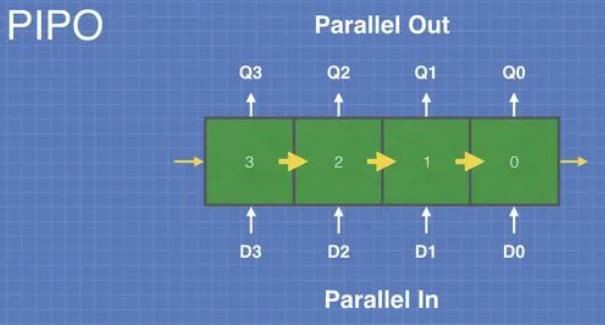 PIPO
Parallel Out
Q3 Q2 Q1 Q0
3 2 1 0
D3 D2 D1 D0
Parallel In